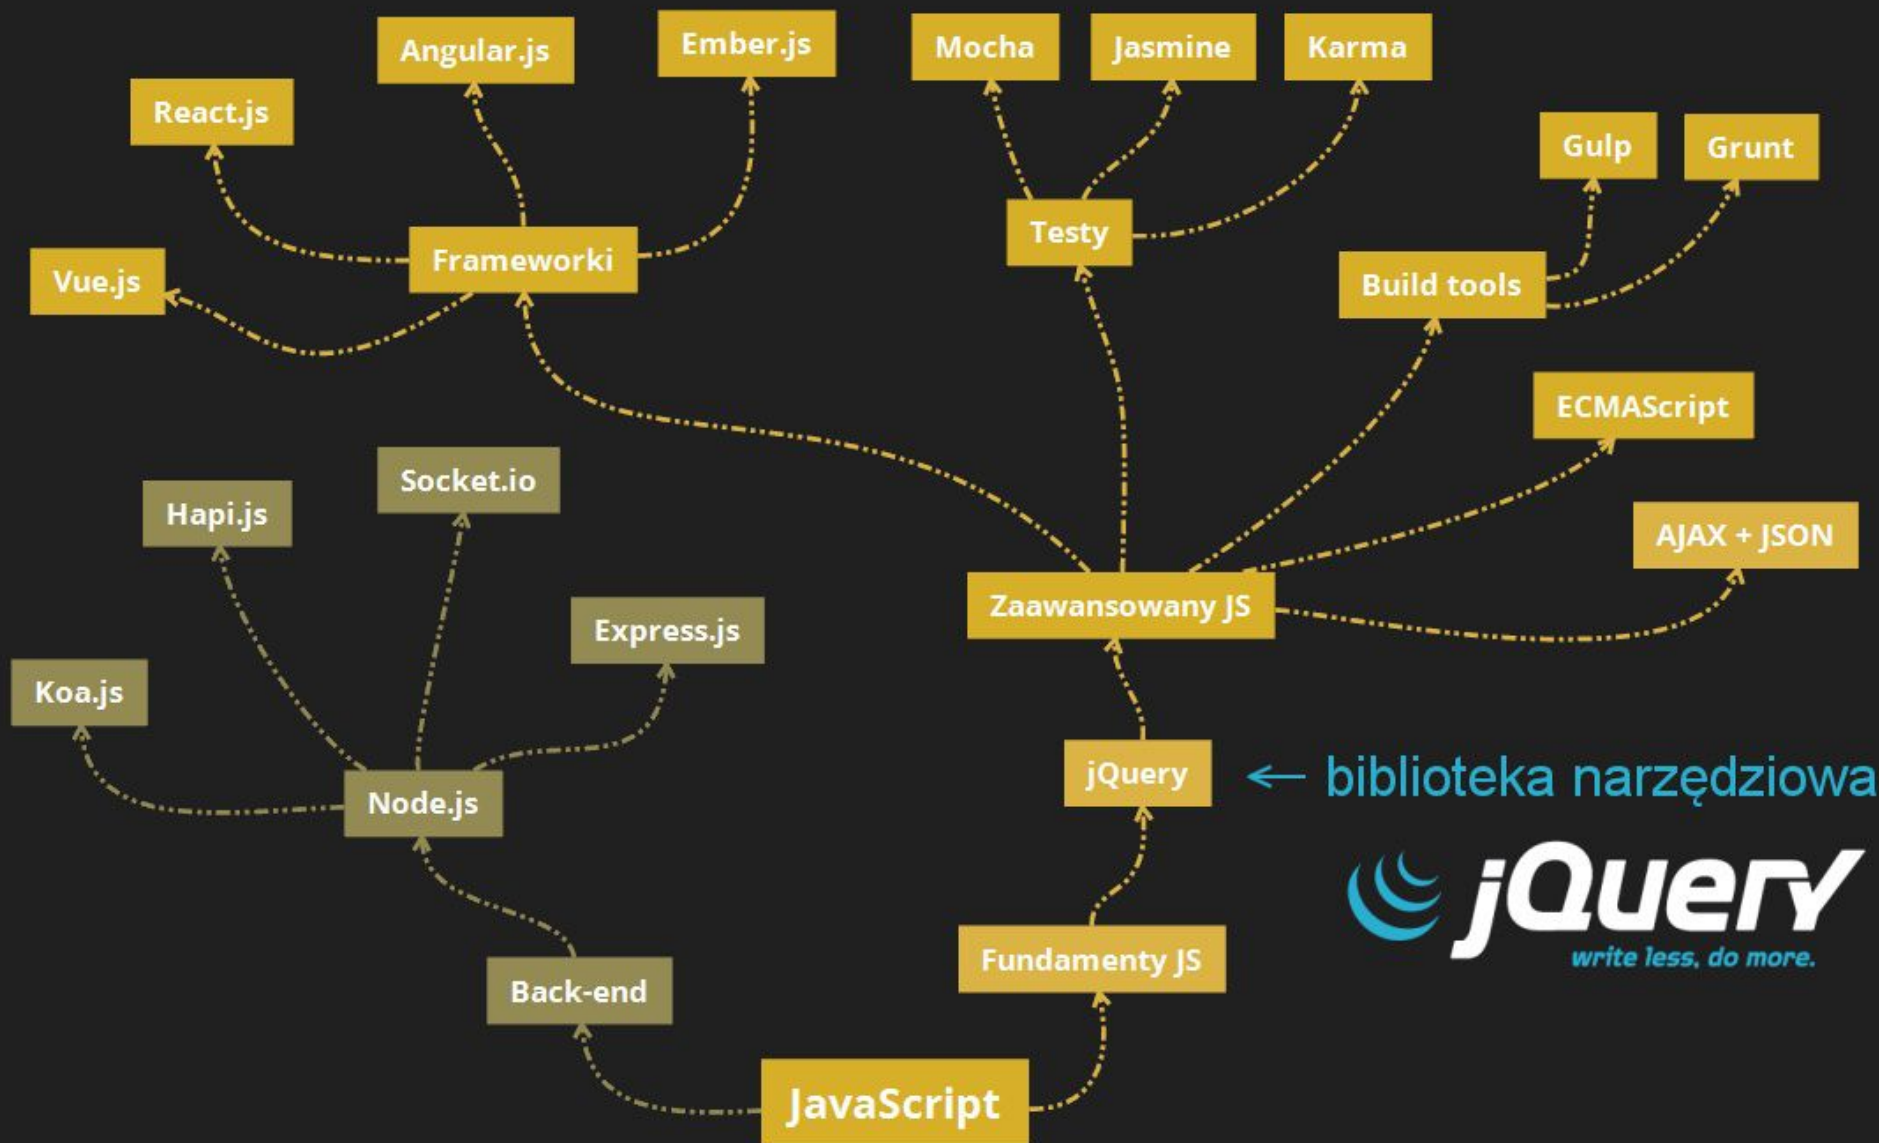 Angular.js
Ember.js
Mocha
Jasmine
Karma
React.js
Gulp
Grunt
Testy
Frameworki
Vue.js
Build tools
ECMAScript
Socket.io
Hapi.js
AJAX + JSON
Zaawansowany JS
Express.js
Koa.js
jQuery
← biblioteka narzędziowa
Node.js
jQuery
write less, do more.
Fundamenty JS
Back-end
JavaScript